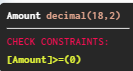 Amount decimal(18,2)
CHECK CONSTRAINTS:
[Amount]>=(0)